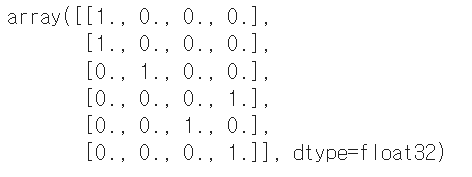 array([[1., 0., 0., 0.],
       [1., 0., 0., 0.],
       [0., 1., 0., 0.],
       [0., 0., 0., 1.],
       [0., 0., 1., 0.],
       [0., 0., 0., 1.]], dtype=float32)